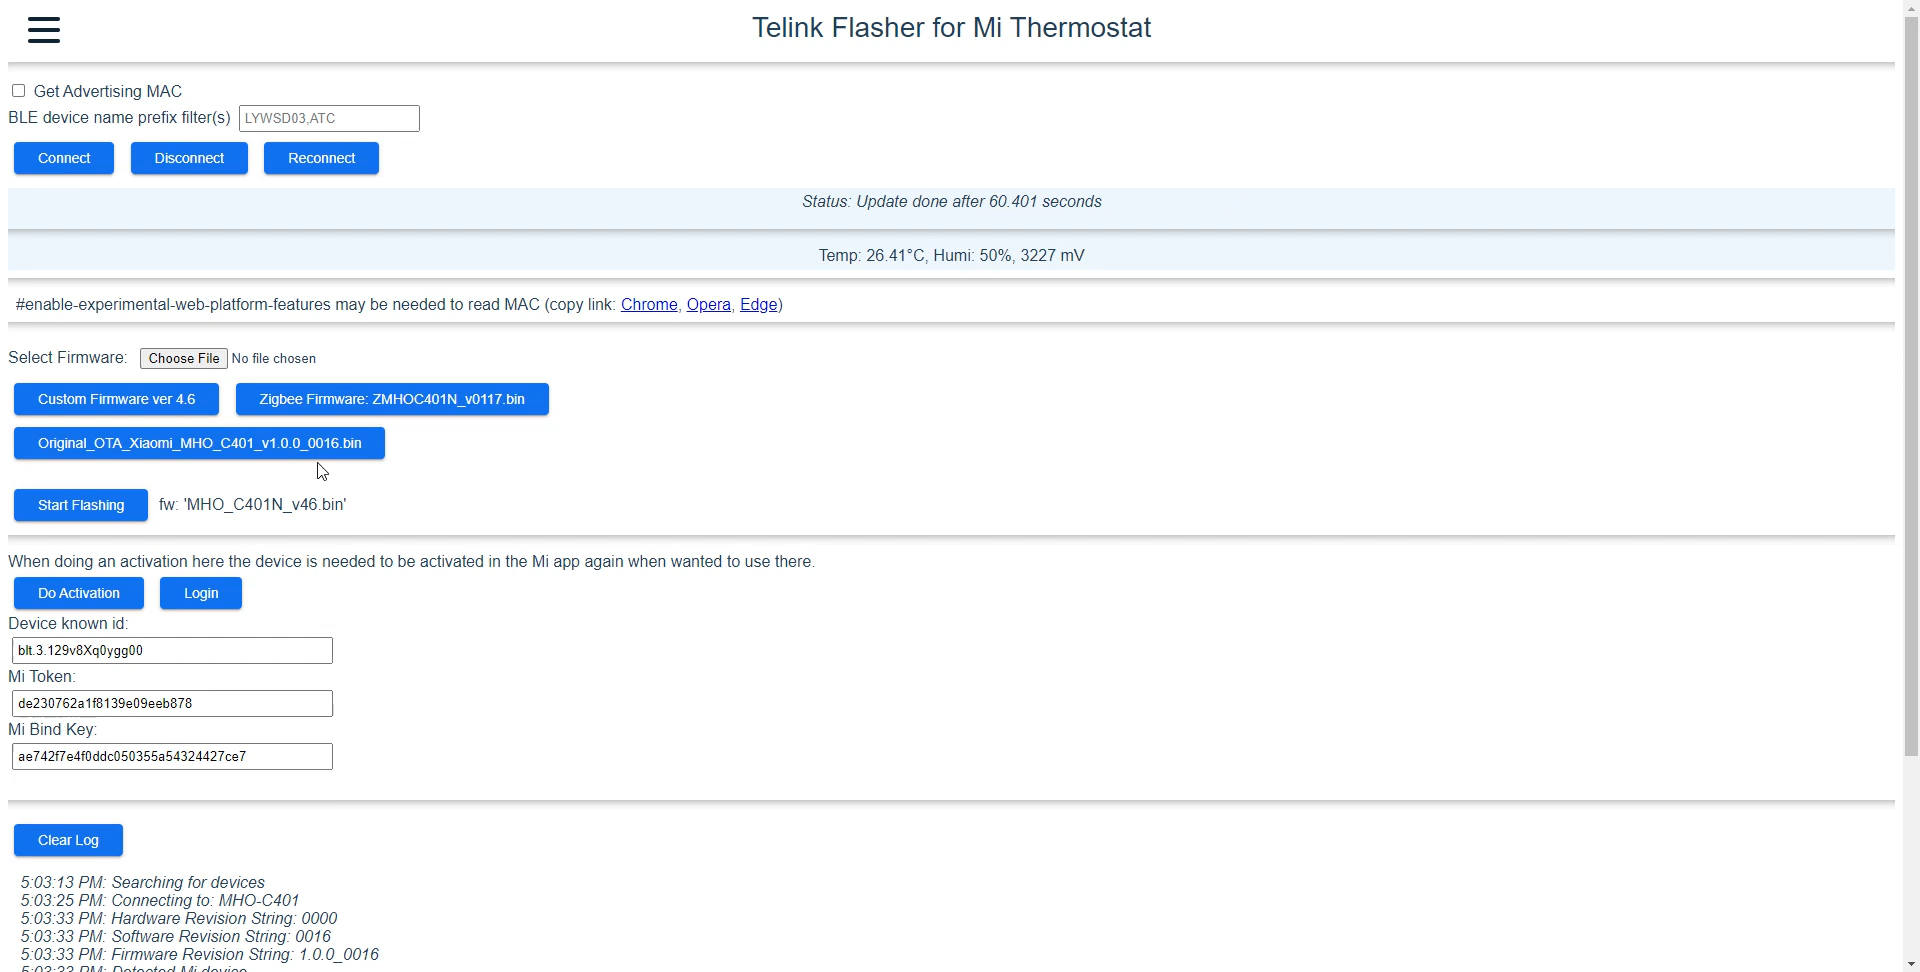 Telink Flasher for Mi Thermostat
Get Advertising MAC
BLE device name prefix filter(s) LYWSD03,ATC
Connect Disconnect Reconnect
Status: Update done after 60.401 seconds
Temp: 26.41°C, Humi: 50%, 3227 mV
#enable-experimental-web-platform-features may be needed to read MAC (copy link: Chrome, Opera, Edge)
Select Firmware: Choose File No file chosen
Custom Firmware ver 4.6 Zigbee Firmware: ZMHOC401N_v0117.bin
Original_OTA_Xiaomi_MHO_C401_v1.0.0_0016.bin
Start Flashing fw: 'MHO_C401N_v46.bin'
When doing an activation here the device is needed to be activated in the Mi app again when wanted to use there.
Do Activation Login
Device known id:
blt.3.129v8Xq0ygg00
Mi Token:
de230762a1f8139e09eeb878
Mi Bind Key:
ae742f7e4f0ddc050355a54324427ce7
Clear Log
5:03:13 PM: Searching for devices
5:03:25 PM: Connecting to: MHO-C401
5:03:33 PM: Hardware Revision String: 0000
5:03:33 PM: Software Revision String: 0016
5:03:33 PM: Firmware Revision String: 1.0.0_0016
5:03:33 PM: Detected Mi device